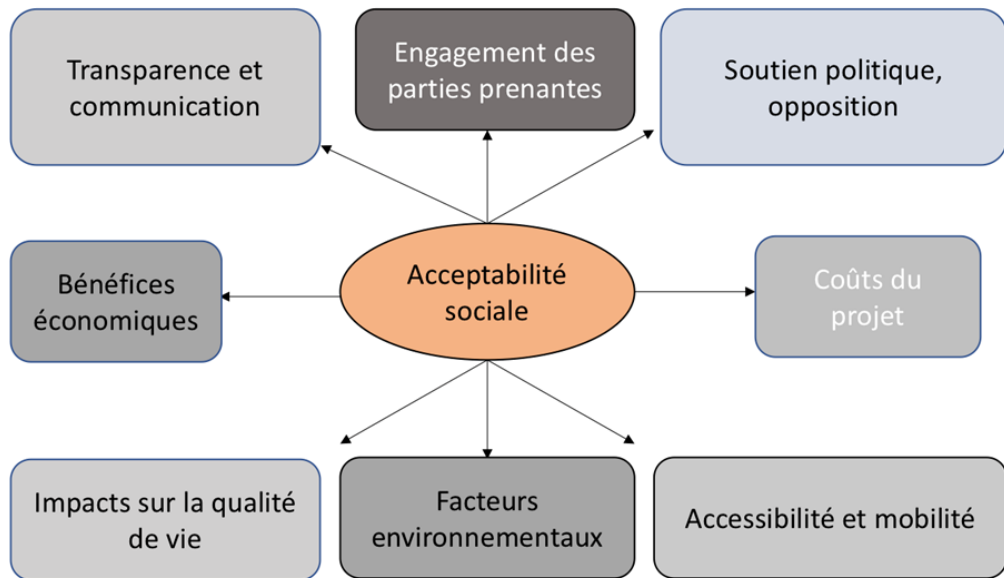 Transparence et
communication
Engagement des
parties prenantes
Soutien politique,
opposition
Bénéfices
économiques
Acceptabilité
sociale
Coûts du
projet
Impacts sur la qualité
de vie
Facteurs
environnementaux
Accessibilité et mobilité